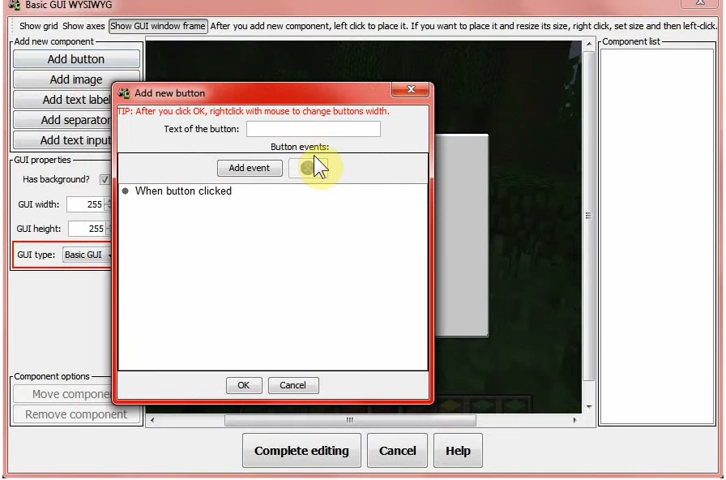 Basic GUI WYSIWYG
Show grid Show axes Show GUI window frame After you add new component, left click to place it. If you want to place it and resize its size, right click, set size and then left-click.
Add new component
Add button
Add image
Add text label
Add separator
Add text input
GUI properties
Has background?
GUI width: 255
GUI height: 255
GUI type: Basic GUI
Component options
Move compone
Remove component
Add new button
TIP: After you click OK, rightclick with mouse to change buttons width.
Text of the button:
Button events:
Add event
When button clicked
OK Cancel
Component list
Complete editing Cancel Help